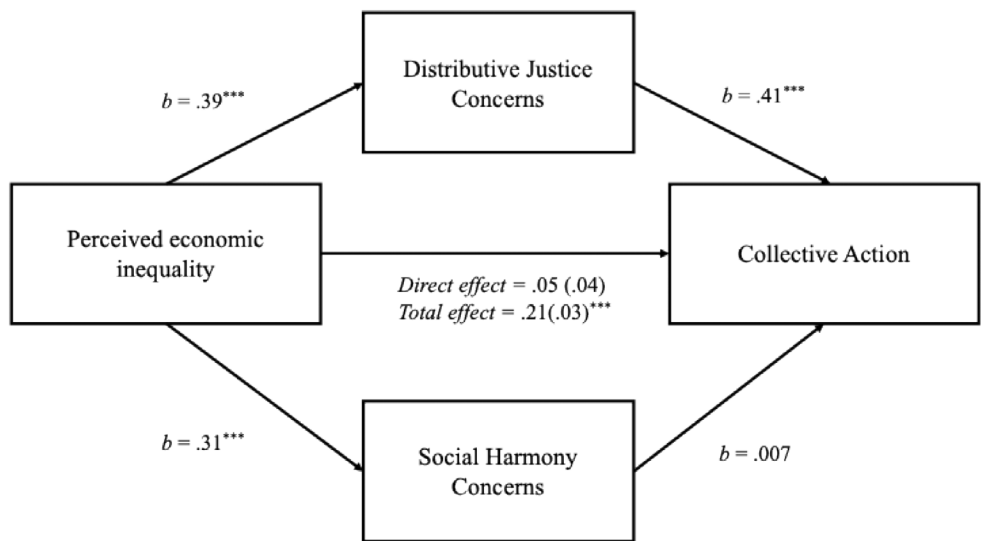 Distributive Justice
Concerns
b = .39***
b = .41***
Perceived economic
inequality
Collective Action
Direct effect = .05 (.04)
Total effect = .21(.03)***
b = .31***
Social Harmony
Concerns
b = .007